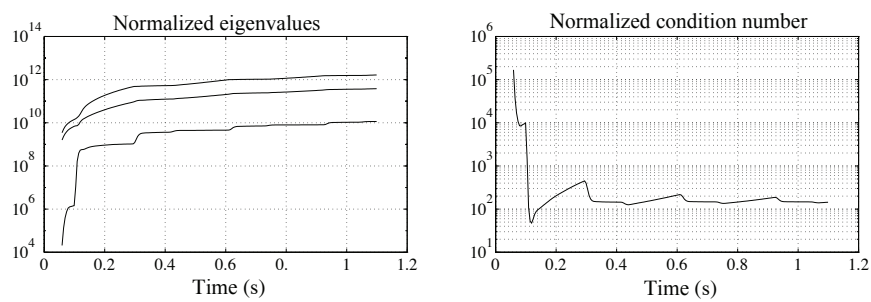 Normalized eigenvalues
10^14
10^12
10^10
10^8
10^6
10^4
0 0.2 0.4 0.6 0. 1 1.2
Time (s)
Normalized condition number
10^6
10^5
10^4
10^3
10^2
10^1
0 0.2 0.4 0.6 0.8 1 1.2
Time (s)